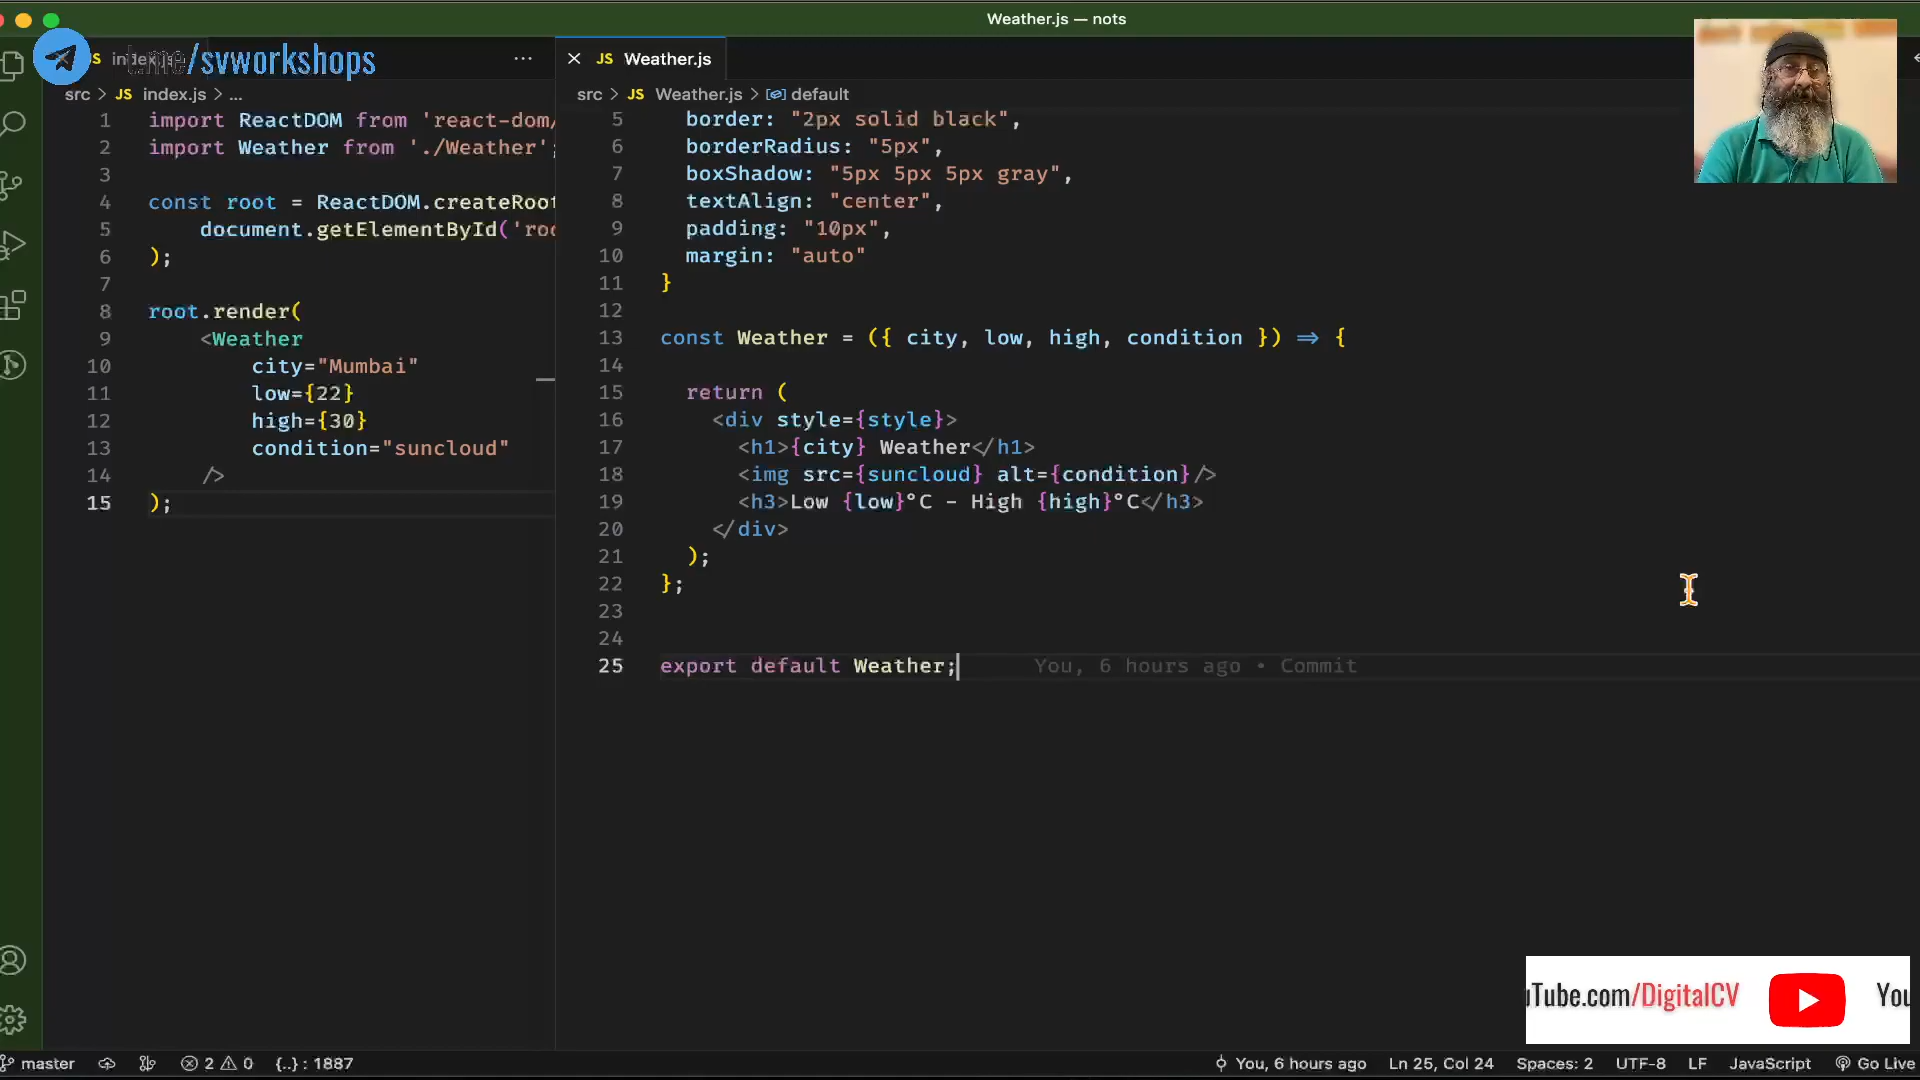 Weather.js — nots
t.me/svworkshops
JS index.js
···
JS Weather.js
src > JS index.js > ...
src > JS Weather.js > default
1 import ReactDOM from 'react-dom/
2 import Weather from './Weather';
3
4 const root = ReactDOM.createRoot
5 document.getElementById('roo
6 );
7
8 root.render(
9 <Weather
10 city="Mumbai"
11 low={22}
12 high={30}
13 condition="suncloud"
14 />
15 );
5 border: "2px solid black",
6 borderRadius: "5px",
7 boxShadow: "5px 5px 5px gray",
8 textAlign: "center",
9 padding: "10px",
10 margin: "auto"
11 }
12
13 const Weather = ({ city, low, high, condition }) => {
14
15 return (
16 <div style={style}>
17 <h1>{city} Weather</h1>
18 <img src={suncloud} alt={condition}/>
19 <h3>Low {low}°C - High {high}°C</h3>
20 </div>
21 );
22 };
23
24
25 export default Weather; You, 6 hours ago • Commit
uTube.com/DigitalCV
You
master 2 0 {..} : 1887
You, 6 hours ago Ln 25, Col 24 Spaces: 2 UTF-8 LF JavaScript Go Live